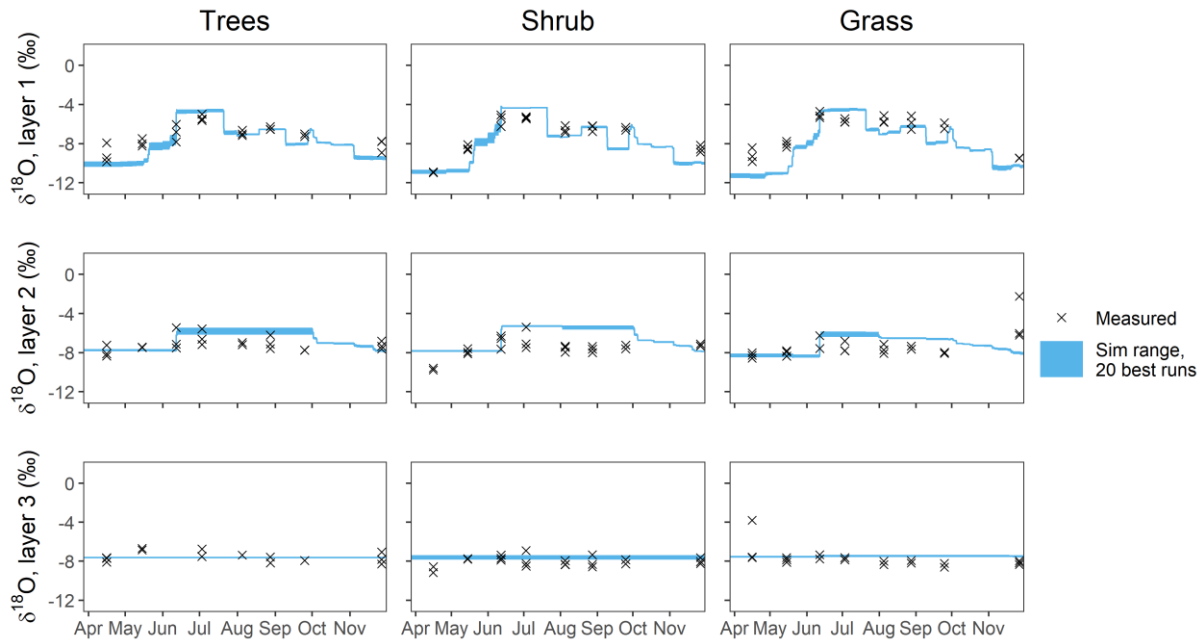 Trees Shrub Grass
δ¹⁸O, layer 1 (‰)
0
-4
-8
-12
δ¹⁸O, layer 2 (‰)
0
-4
-8
-12
Measured
Sim range,
20 best runs
δ¹⁸O, layer 3 (‰)
0
-4
-8
-12
Apr May Jun Jul Aug Sep Oct Nov Apr May Jun Jul Aug Sep Oct Nov Apr May Jun Jul Aug Sep Oct Nov